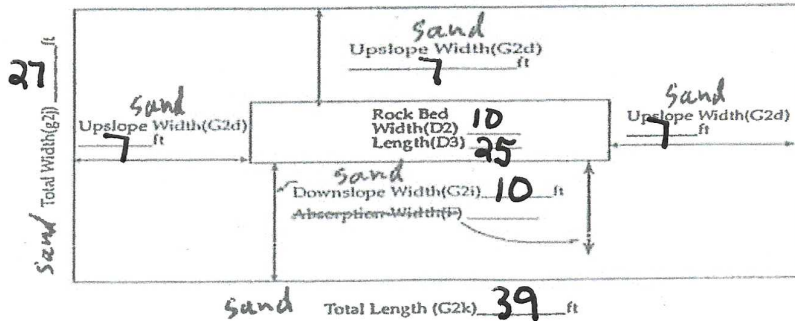 sand
Upslope Width(G2d)
7 ft
27 ft
sand Total Width(g2j)
sand
Upslope Width(G2d)
7 ft
Rock Bed
Width(D2) 10
Length(D3) 25
sand
Upslope Width(G2d)
7 ft
sand
Downslope Width(G2i) 10 ft
Absorption Width(F)
sand Total Length (G2k) 39 ft